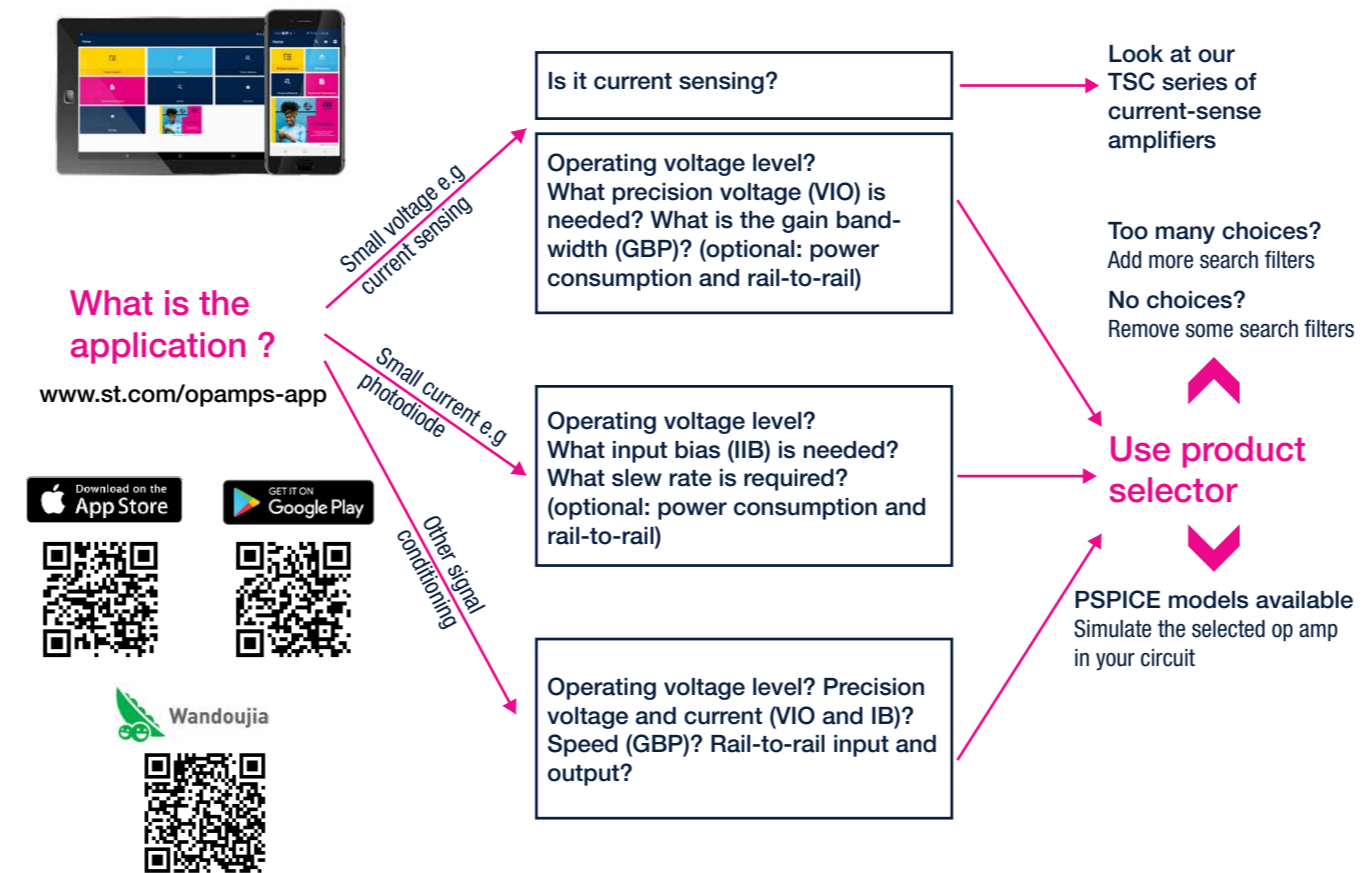 What is the
application ?
www.st.com/opamps-app
Download on the
App Store
GET IT ON
Google Play
Wandoujia
Small voltage e.g
current sensing
Small current e.g
photodiode
Other signal
conditioning
Is it current sensing?
Operating voltage level?
What precision voltage (VIO) is
needed? What is the gain band-
width (GBP)? (optional: power
consumption and rail-to-rail)
Operating voltage level?
What input bias (IIB) is needed?
What slew rate is required?
(optional: power consumption and
rail-to-rail)
Operating voltage level? Precision
voltage and current (VIO and IB)?
Speed (GBP)? Rail-to-rail input and
output?
Look at our
TSC series of
current-sense
amplifiers
Too many choices?
Add more search filters
No choices?
Remove some search filters
Use product
selector
PSPICE models available
Simulate the selected op amp
in your circuit